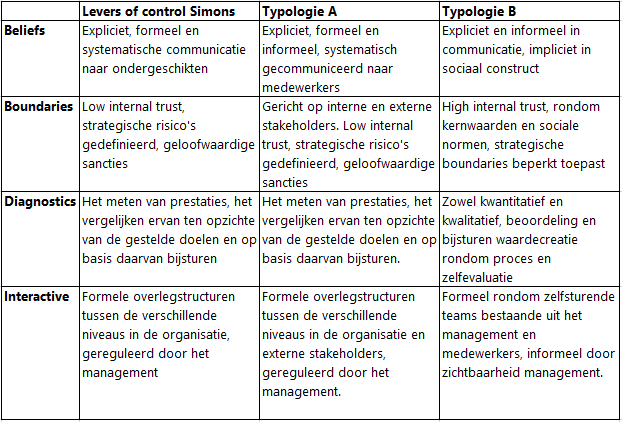 Levers of control Simons Typologie A Typologie B
Beliefs
Expliciet, formeel en
systematische communicatie
naar ondergeschikten
Expliciet, formeel en
informeel, systematisch
gecommuniceerd naar
medewerkers
Expliciet en informeel in
communicatie, impliciet in
sociaal construct
Boundaries
Low internal trust,
strategische risico's
gedefinieerd, geloofwaardige
sancties
Gericht op interne en externe
stakeholders. Low internal
trust, strategische risico's
gedefinieerd, geloofwaardige
sancties
High internal trust, rondom
kernwaarden en sociale
normen, strategische
boundaries beperkt toepast
Diagnostics
Het meten van prestaties, het
vergelijken ervan ten opzichte
van de gestelde doelen en op
basis daarvan bijsturen
Het meten van prestaties, het
vergelijken ervan ten opzichte
van de gestelde doelen en op
basis daarvan bijsturen.
Zowel kwantitatief en
kwalitatief, beoordeling en
bijsturen waardecreatie
rondom proces en
zelfevaluatie
Interactive
Formele overlegstructuren
tussen de verschillende
niveaus in de organisatie,
gereguleerd door het
management
Formele overlegstructuren
tussen de verschillende
niveaus in de organisatie en
externe stakeholders,
gereguleerd door het
management.
Formeel rondom zelfsturende
teams bestaande uit het
management en
medewerkers, informeel door
zichtbaarheid management.